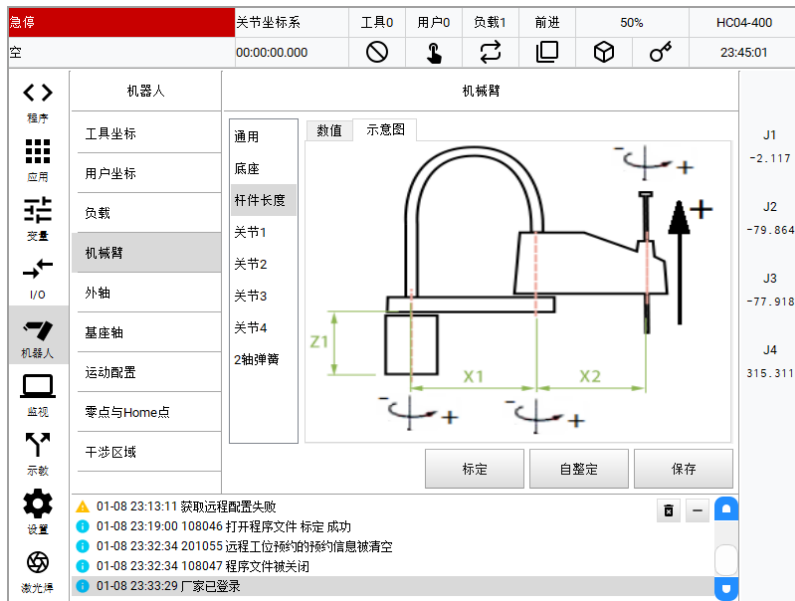 急停
关节坐标系
工具0
用户0
负载1
前进
50%
HC04-400
空
00:00:00.000
23:45:01
程序
应用
变量
I/O
机器人
监视
示教
设置
激光焊
机器人
工具坐标
用户坐标
负载
机械臂
外轴
基座轴
运动配置
零点与Home点
干涉区域
机械臂
通用
底座
杆件长度
关节1
关节2
关节3
关节4
2轴弹簧
数值
示意图
- +
+
Z1
X1
X2
- +
- +
标定
自整定
保存
J1
-2.117
J2
-79.864
J3
-77.918
J4
315.311
01-08 23:13:11 获取远程配置失败
01-08 23:19:00 108046 打开程序文件 标定 成功
01-08 23:32:34 201055 远程工位预约的预约信息被清空
01-08 23:32:34 108047 程序文件被关闭
01-08 23:33:29 厂家已登录